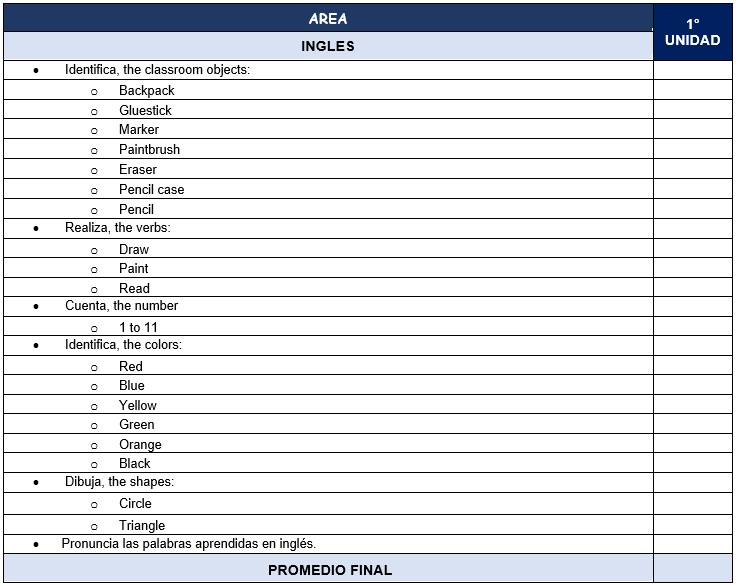 AREA
1°
UNIDAD
INGLES
• Identifica, the classroom objects:
o Backpack
o Gluestick
o Marker
o Paintbrush
o Eraser
o Pencil case
o Pencil
• Realiza, the verbs:
o Draw
o Paint
o Read
• Cuenta, the number
o 1 to 11
• Identifica, the colors:
o Red
o Blue
o Yellow
o Green
o Orange
o Black
• Dibuja, the shapes:
o Circle
o Triangle
• Pronuncia las palabras aprendidas en inglés.
PROMEDIO FINAL